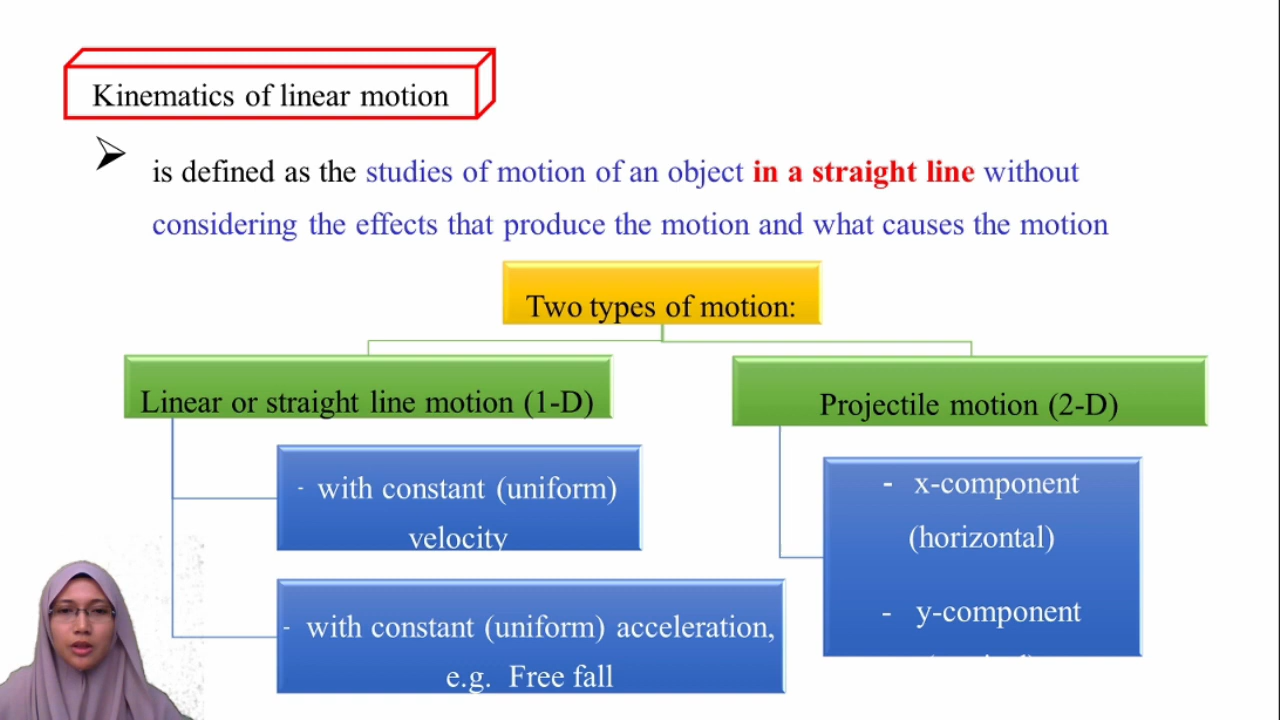 Kinematics of linear motion
➢ is defined as the studies of motion of an object in a straight line without
considering the effects that produce the motion and what causes the motion
Two types of motion:
Linear or straight line motion (1-D)
Projectile motion (2-D)
- with constant (uniform)
velocity
- with constant (uniform) acceleration,
e.g. Free fall
- x-component
(horizontal)
- y-component